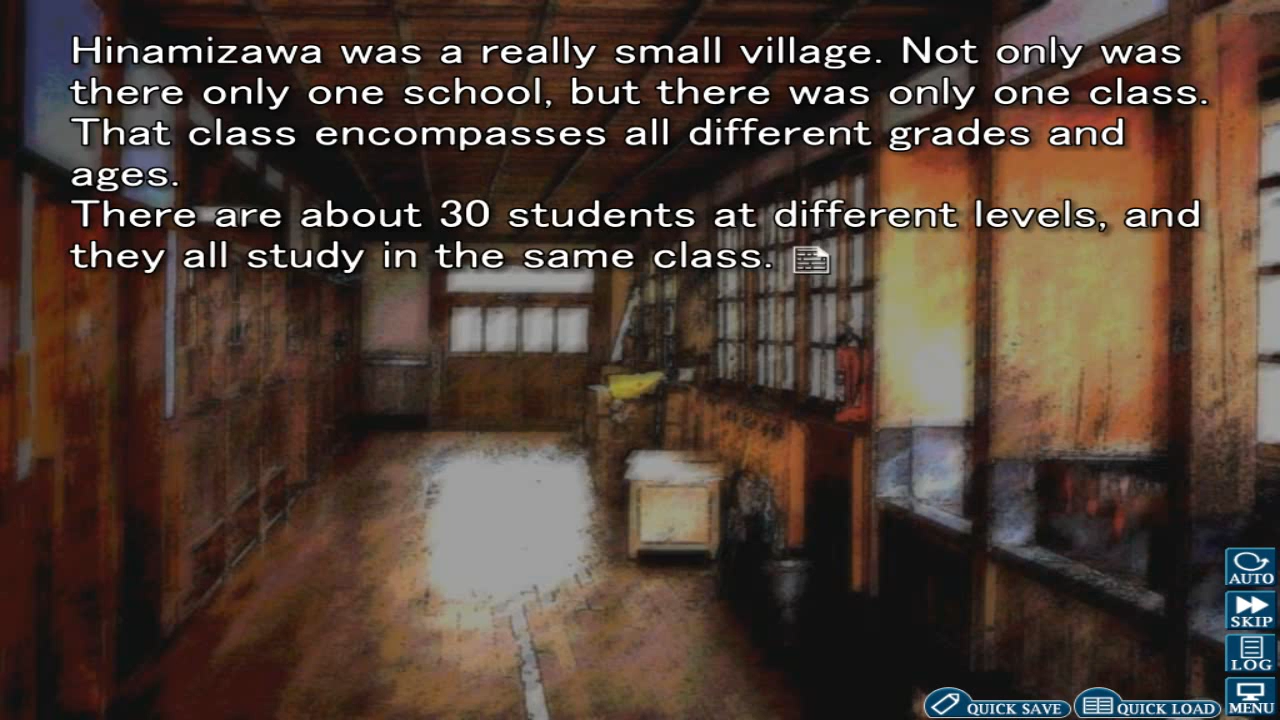 Hinamizawa was a really small village. Not only was
there only one school, but there was only one class.
That class encompasses all different grades and
ages.
There are about 30 students at different levels, and
they all study in the same class.
AUTO
SKIP
LOG
QUICK SAVE
QUICK LOAD
MENU